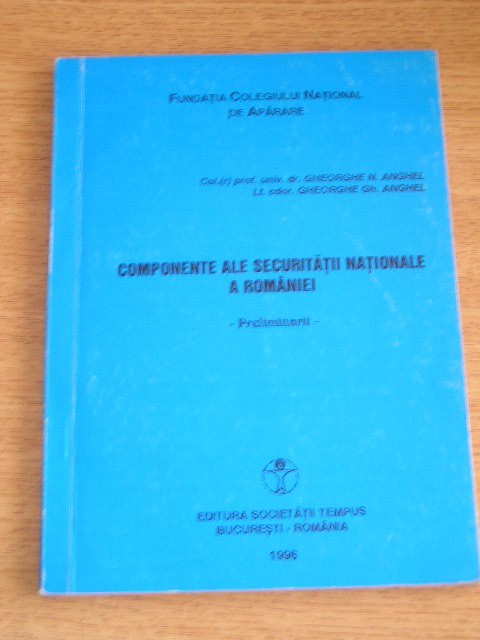 FUNDAȚIA COLEGIULUI NAȚIONAL
DE APĂRARE
Col.(r) prof. univ. dr. GHEORGHE N. ANGHEL
Lt. cdor. GHEORGHE Gh. ANGHEL
COMPONENTE ALE SECURITĂȚII NAȚIONALE
A ROMÂNIEI
- Preliminarii -
EDITURA SOCIETĂȚII TEMPUS
BUCUREȘTI - ROMÂNIA
1996